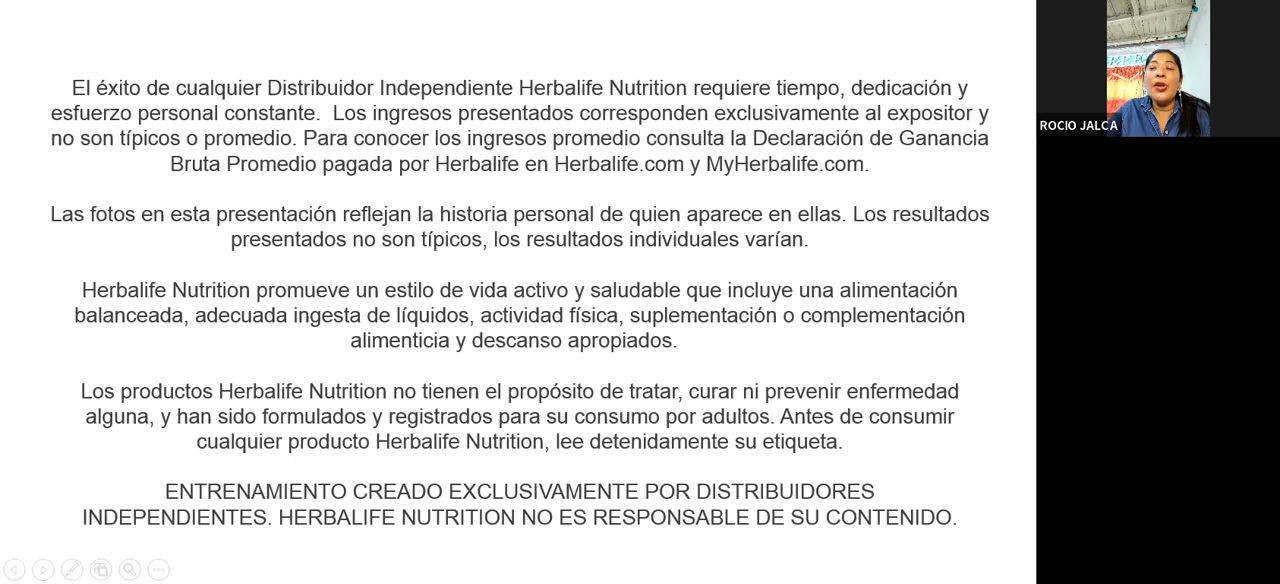 El éxito de cualquier Distribuidor Independiente Herbalife Nutrition requiere tiempo, dedicación y
esfuerzo personal constante.  Los ingresos presentados corresponden exclusivamente al expositor y
no son típicos o promedio. Para conocer los ingresos promedio consulta la Declaración de Ganancia
Bruta Promedio pagada por Herbalife en Herbalife.com y MyHerbalife.com.
Las fotos en esta presentación reflejan la historia personal de quien aparece en ellas. Los resultados
presentados no son típicos, los resultados individuales varían.
Herbalife Nutrition promueve un estilo de vida activo y saludable que incluye una alimentación
balanceada, adecuada ingesta de líquidos, actividad física, suplementación o complementación
alimenticia y descanso apropiados.
Los productos Herbalife Nutrition no tienen el propósito de tratar, curar ni prevenir enfermedad
alguna, y han sido formulados y registrados para su consumo por adultos. Antes de consumir
cualquier producto Herbalife Nutrition, lee detenidamente su etiqueta.
ENTRENAMIENTO CREADO EXCLUSIVAMENTE POR DISTRIBUIDORES
INDEPENDIENTES. HERBALIFE NUTRITION NO ES RESPONSABLE DE SU CONTENIDO.
ROCIO JALCA